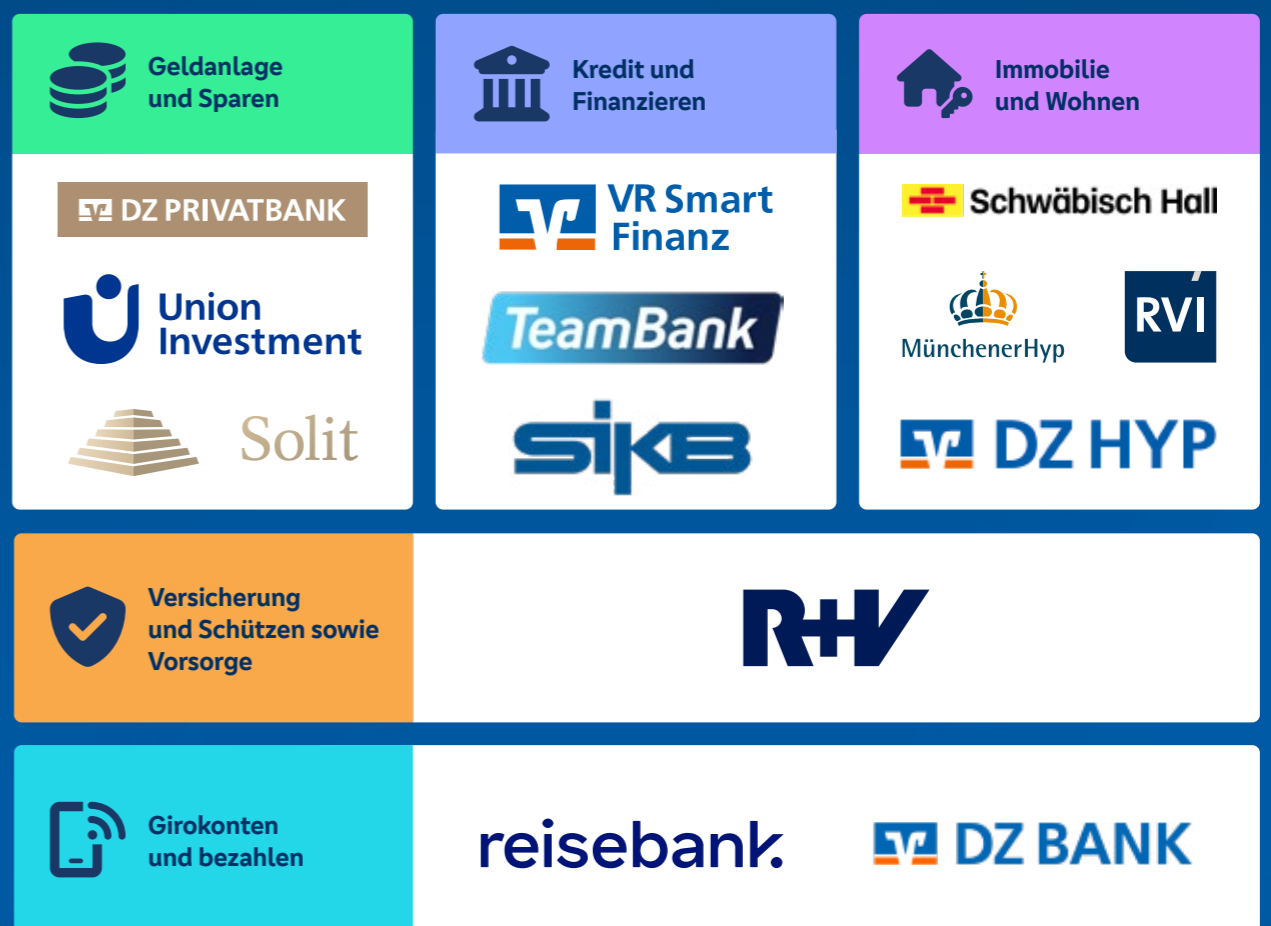 Geldanlage
und Sparen
DZ PRIVATBANK
Union
Investment
Solit
Kredit und
Finanzieren
VR Smart
Finanz
TeamBank
SIKB
Immobilie
und Wohnen
Schwäbisch Hall
MünchenerHyp
RVI
DZ HYP
Versicherung
und Schützen sowie
Vorsorge
R+V
Girokonten
und bezahlen
reisebank.
DZ BANK